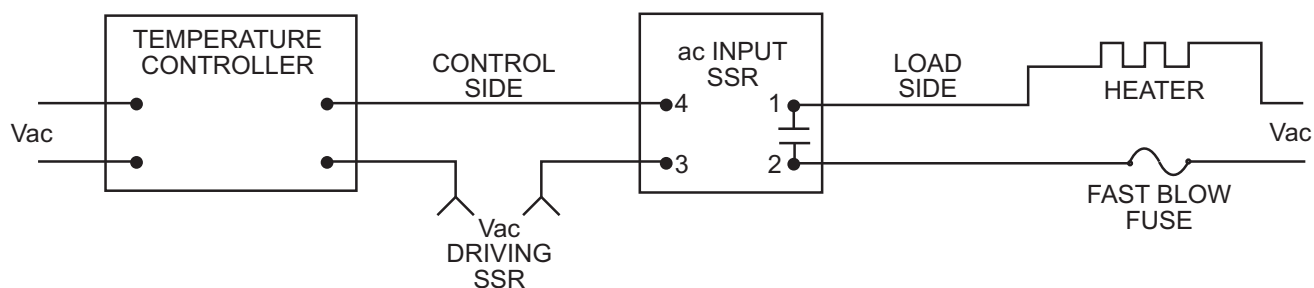 TEMPERATURE
CONTROLLER
Vac
CONTROL
SIDE
Vac
DRIVING
SSR
ac INPUT
SSR
4
3
1
2
LOAD
SIDE
HEATER
FAST BLOW
FUSE
Vac